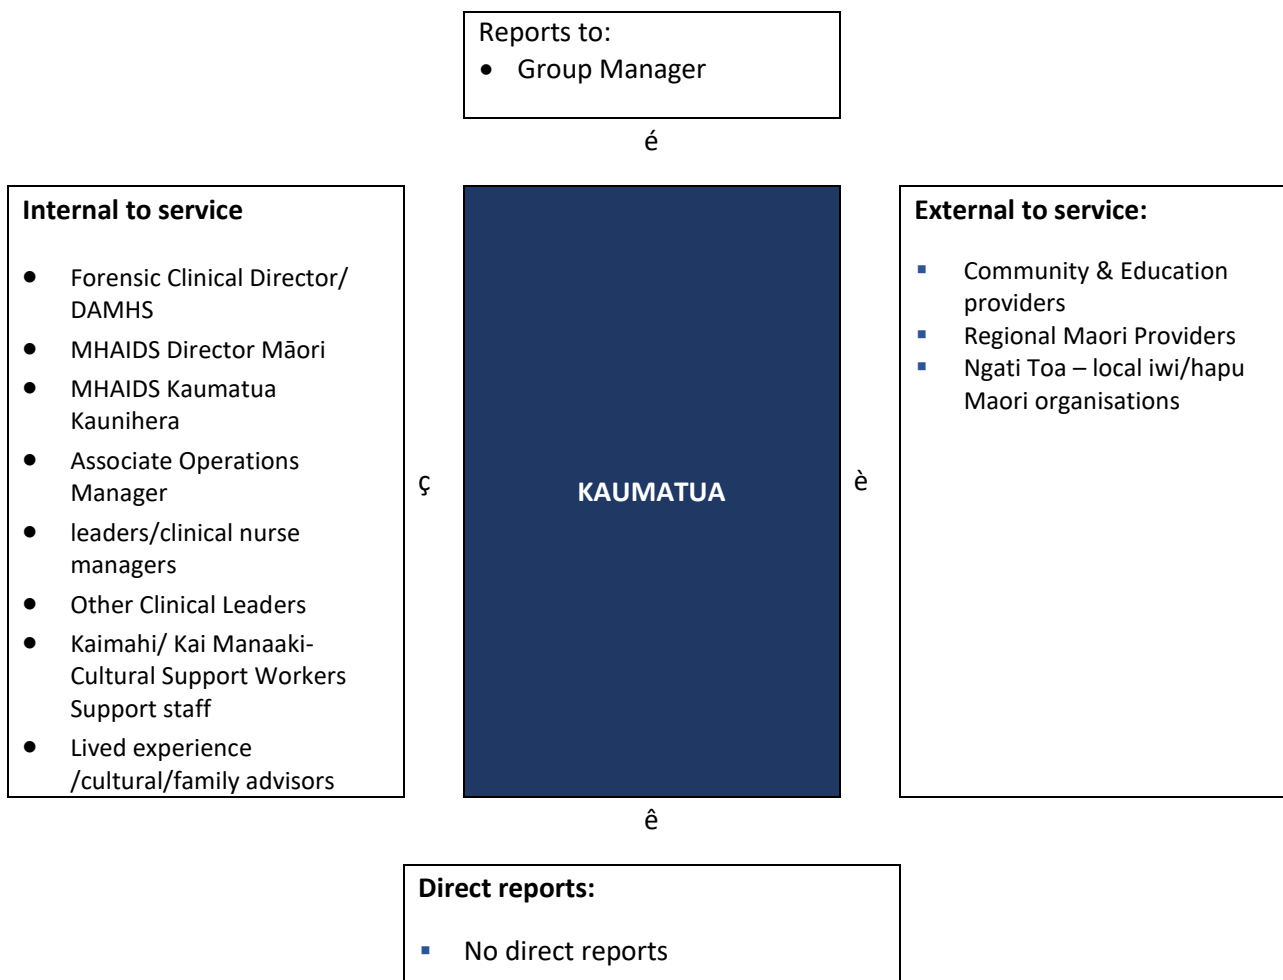 Reports to:
● Group Manager
é
Internal to service
● Forensic Clinical Director/
DAMHS
● MHAIDS Director Māori
● MHAIDS Kaumatua
Kaunihera
● Associate Operations
Manager
● leaders/clinical nurse
managers
● Other Clinical Leaders
● Kaimahi/ Kai Manaaki-
Cultural Support Workers
Support staff
● Lived experience
/cultural/family advisors
ç
KAUMATUA
è
External to service:
▪ Community & Education
providers
▪ Regional Maori Providers
▪ Ngati Toa – local iwi/hapu
Maori organisations
ê
Direct reports:
▪ No direct reports